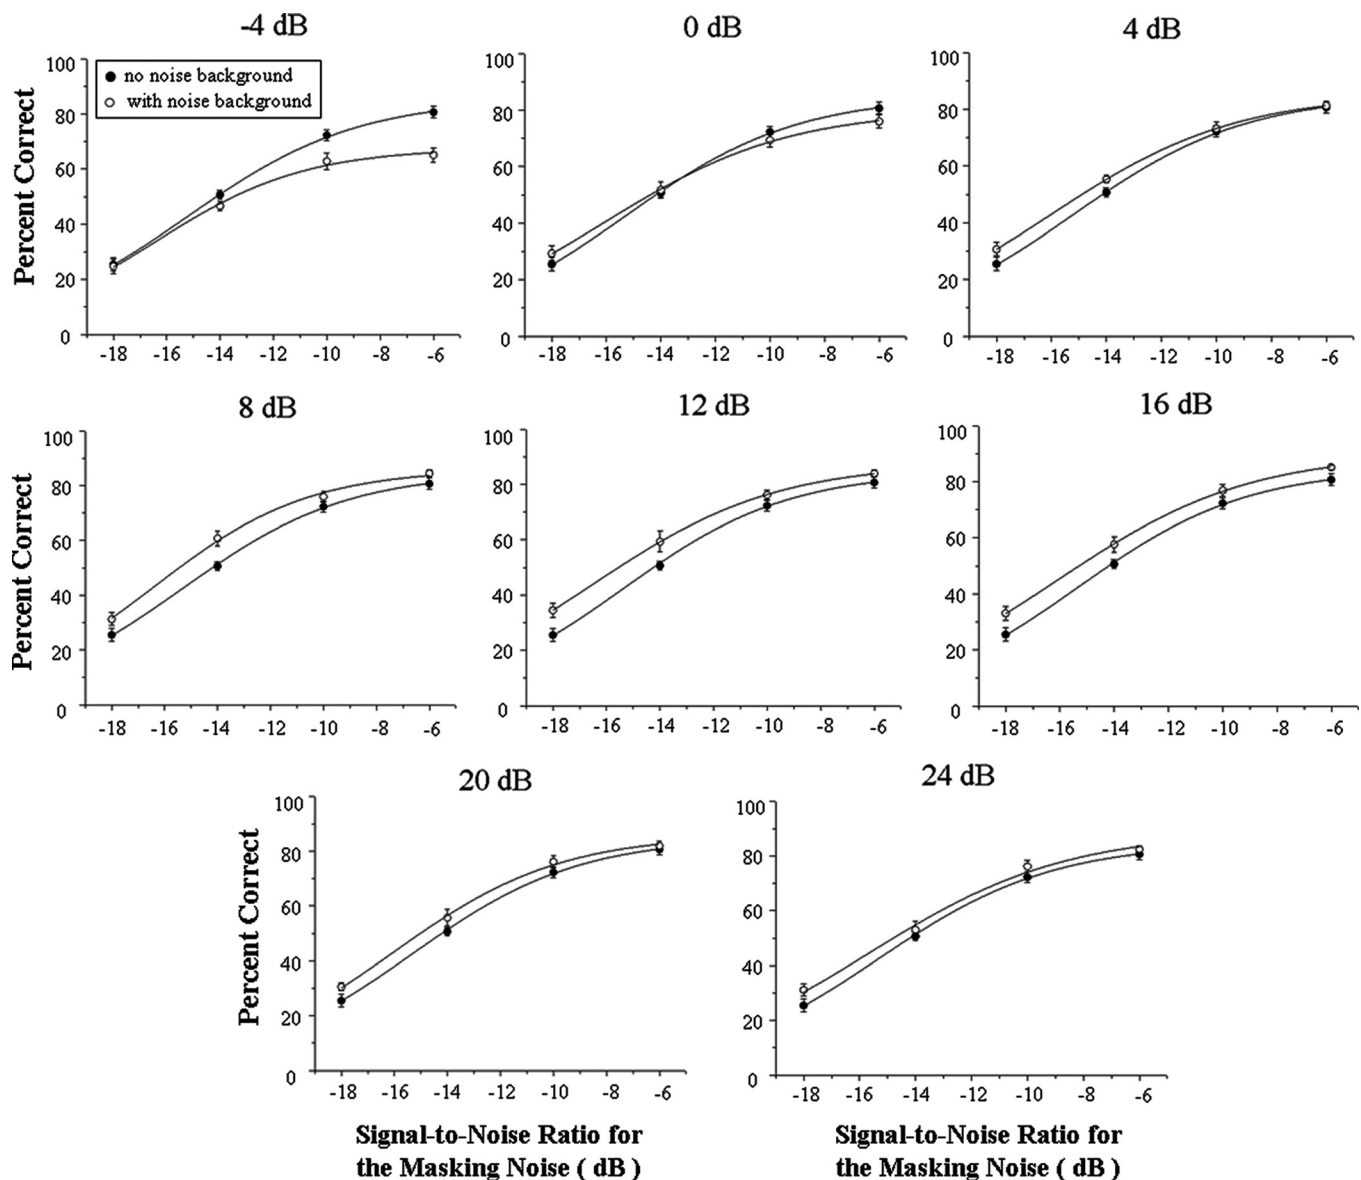 -4 dB
0 dB
4 dB
Percent Correct
100
80
60
40
20
0
no noise background
with noise background
-18 -16 -14 -12 -10 -8 -6
100
80
60
40
20
0
-18 -16 -14 -12 -10 -8 -6
100
80
60
40
20
0
-18 -16 -14 -12 -10 -8 -6
8 dB
12 dB
16 dB
Percent Correct
100
80
60
40
20
0
-18 -16 -14 -12 -10 -8 -6
100
80
60
40
20
0
-18 -16 -14 -12 -10 -8 -6
100
80
60
40
20
0
-18 -16 -14 -12 -10 -8 -6
20 dB
24 dB
Percent Correct
100
80
60
40
20
0
-18 -16 -14 -12 -10 -8 -6
Signal-to-Noise Ratio for
the Masking Noise ( dB )
100
80
60
40
20
0
-18 -16 -14 -12 -10 -8 -6
Signal-to-Noise Ratio for
the Masking Noise ( dB )